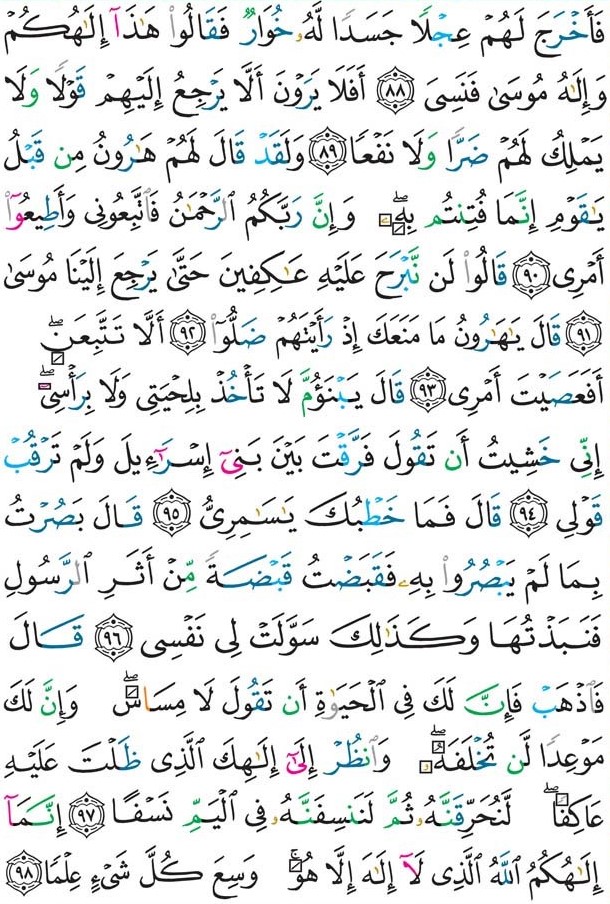 فَأَخْرَجَ لَهُمْ عِجْلًا جَسَدًا لَّهُۥ خُوَارٌ فَقَالُوا۟ هَٰذَآ إِلَٰهُكُمْ
وَإِلَٰهُ مُوسَىٰ فَنَسِىَ ٨٨ أَفَلَا يَرَوْنَ أَلَّا يَرْجِعُ إِلَيْهِمْ قَوْلًا وَلَا
يَمْلِكُ لَهُمْ ضَرًّا وَلَا نَفْعًا ٨٩ وَلَقَدْ قَالَ لَهُمْ هَٰرُونُ مِن قَبْلُ
يَٰقَوْمِ إِنَّمَا فُتِنتُم بِهِۦ ۖ وَإِنَّ رَبَّكُمُ ٱلرَّحْمَٰنُ فَٱتَّبِعُونِى وَأَطِيعُوٓا۟
أَمْرِى ٩٠ قَالُوا۟ لَن نَّبْرَحَ عَلَيْهِ عَٰكِفِينَ حَتَّىٰ يَرْجِعَ إِلَيْنَا مُوسَىٰ
٩١ قَالَ يَٰهَٰرُونُ مَا مَنَعَكَ إِذْ رَأَيْتَهُمْ ضَلُّوٓا۟ ٩٢ أَلَّا تَتَّبِعَنِ ۖ
أَفَعَصَيْتَ أَمْرِى ٩٣ قَالَ يَبْنَؤُمَّ لَا تَأْخُذْ بِلِحْيَتِى وَلَا بِرَأْسِىٓ ۖ
إِنِّى خَشِيتُ أَن تَقُولَ فَرَّقْتَ بَيْنَ بَنِىٓ إِسْرَٰٓءِيلَ وَلَمْ تَرْقُبْ
قَوْلِى ٩٤ قَالَ فَمَا خَطْبُكَ يَٰسَٰمِرِىُّ ٩٥ قَالَ بَصُرْتُ
بِمَا لَمْ يَبْصُرُوا۟ بِهِۦ فَقَبَضْتُ قَبْضَةً مِّنْ أَثَرِ ٱلرَّسُولِ
فَنَبَذْتُهَا وَكَذَٰلِكَ سَوَّلَتْ لِى نَفْسِى ٩٦ قَالَ
فَٱذْهَبْ فَإِنَّ لَكَ فِى ٱلْحَيَوٰةِ أَن تَقُولَ لَا مِسَاسَ ۖ وَإِنَّ لَكَ
مَوْعِدًا لَّن تُخْلَفَهُۥ ۖ وَٱنظُرْ إِلَىٰٓ إِلَٰهِكَ ٱلَّذِى ظَلْتَ عَلَيْهِ
عَاكِفًا ۖ لَّنُحَرِّقَنَّهُۥ ثُمَّ لَنَنسِفَنَّهُۥ فِى ٱلْيَمِّ نَسْفًا ٩٧ إِنَّمَآ
إِلَٰهُكُمُ ٱللَّهُ ٱلَّذِى لَآ إِلَٰهَ إِلَّا هُوَ ۚ وَسِعَ كُلَّ شَىْءٍ عِلْمًا ٩٨